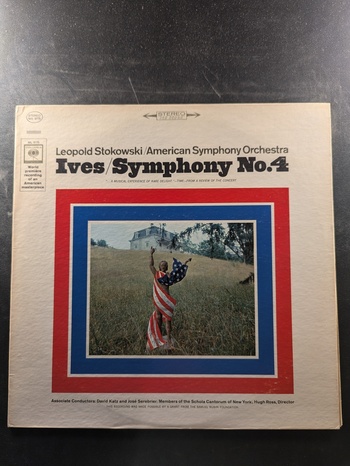 STEREO
Leopold Stokowski/American Symphony Orchestra
Ives/Symphony No.4
World
premiere
recording
of an
American
masterpiece
Associate Conductors: David Katz and José Serebrier/Members of the Schola Cantorum of New York: Hugh Ross, Director